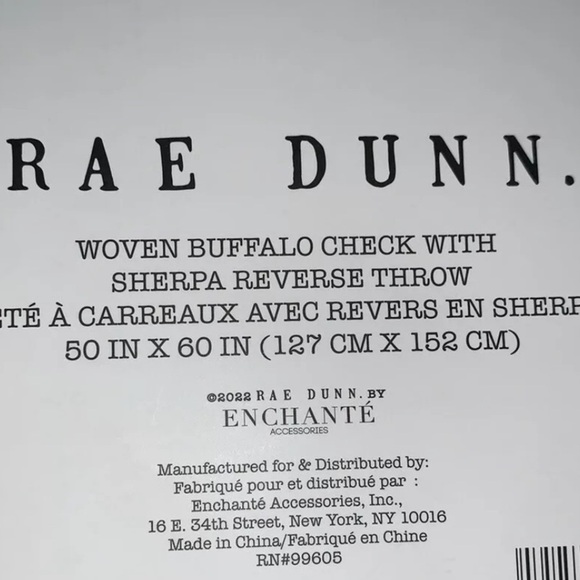 RAE DUNN.
WOVEN BUFFALO CHECK WITH
SHERPA REVERSE THROW
À CARREAUX AVEC REVERS EN
50 IN X 60 IN (127 CM X 152 CM)
©2022 RAE DUNN. BY
ENCHANTÉ
ACCESSORIES
Manufactured for & Distributed by:
Fabriqué pour et distribué par :
Enchanté Accessories, Inc.,
16 E. 34th Street, New York, NY 10016
Made in China/Fabriqué en Chine
RN#99605